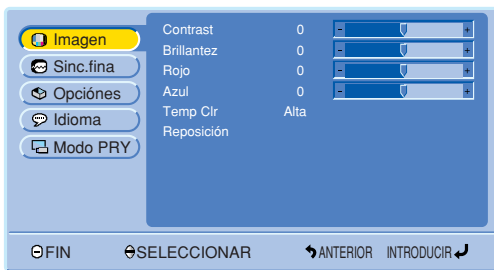 Imagen
Sinc.fina
Opciónes
Idioma
Modo PRY
Contrast 0 - +
Brillantez 0 - +
Rojo 0 - +
Azul 0 - +
Temp Clr Alta
Reposición
FIN SELECCIONAR ANTERIOR INTRODUCIR